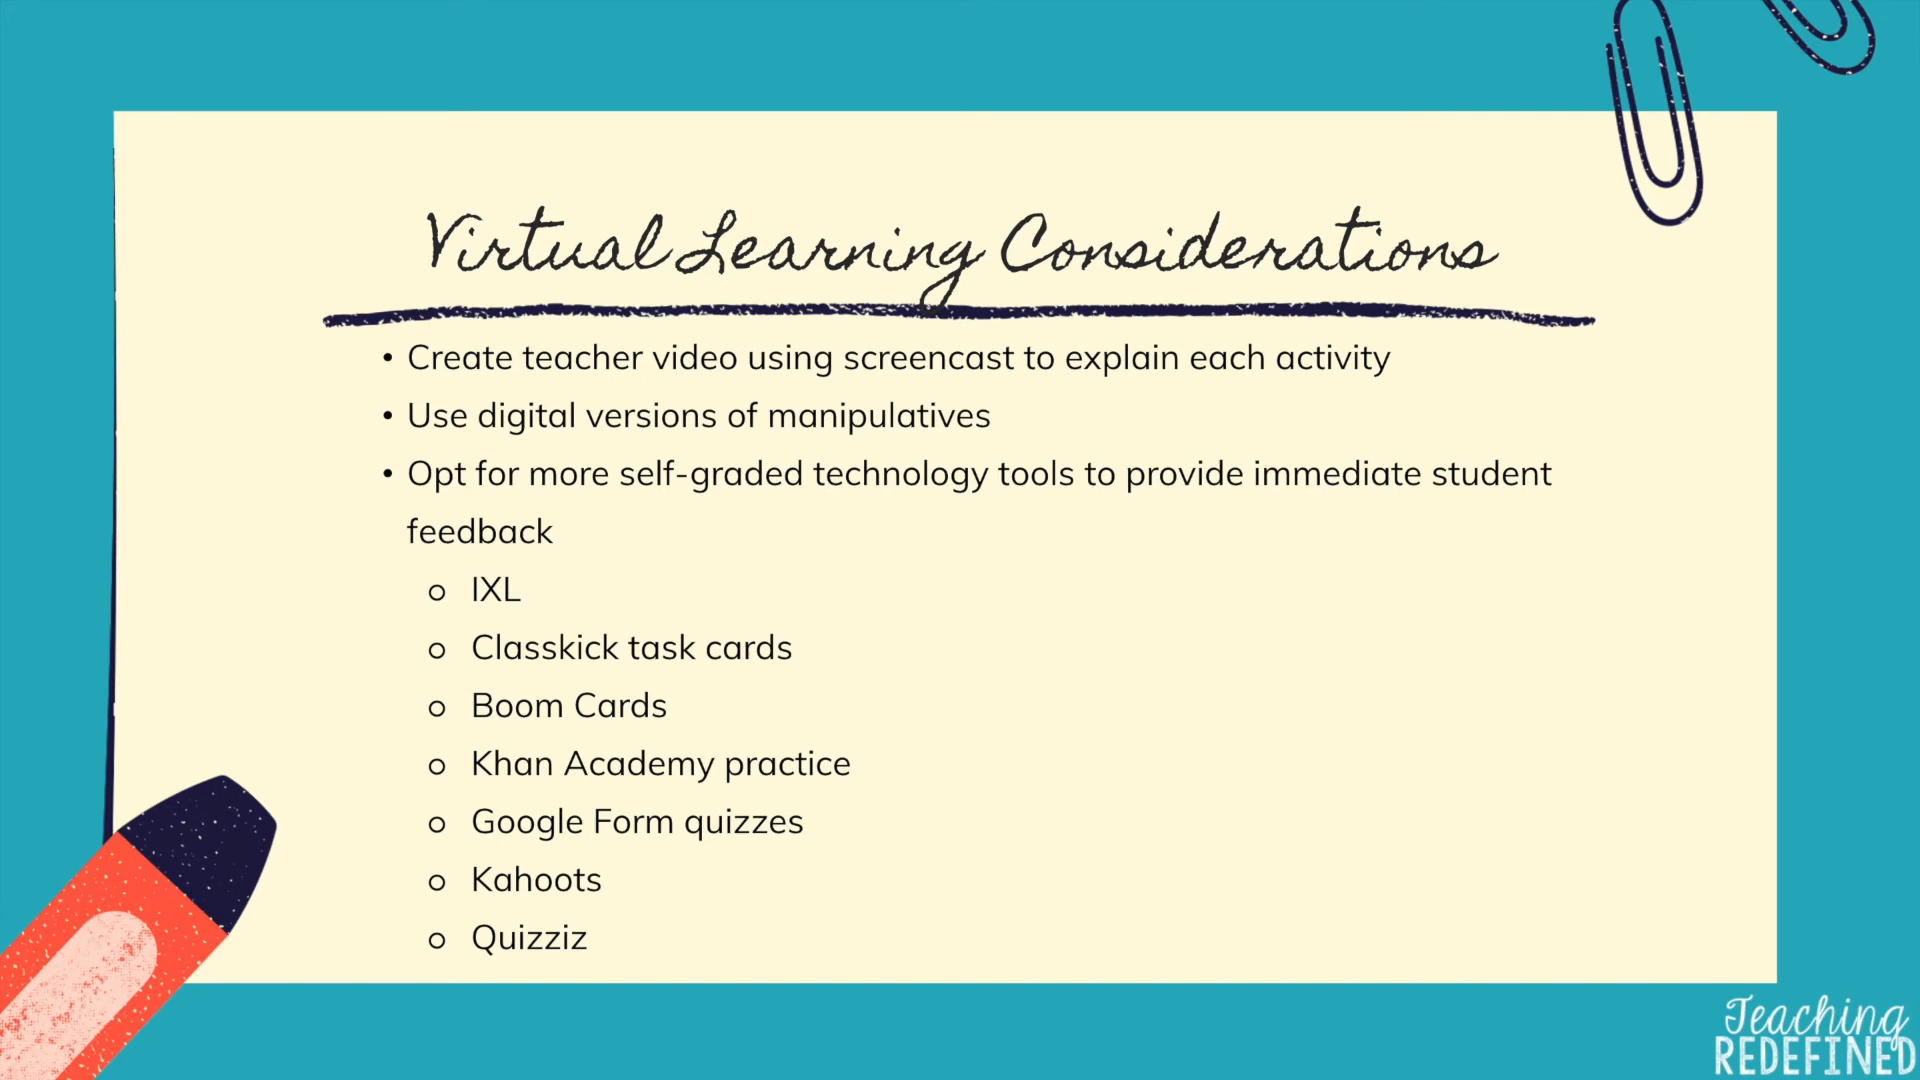 Virtual Learning Considerations
• Create teacher video using screencast to explain each activity
• Use digital versions of manipulatives
• Opt for more self-graded technology tools to provide immediate student
feedback
○ IXL
○ Classkick task cards
○ Boom Cards
○ Khan Academy practice
○ Google Form quizzes
○ Kahoots
○ Quizziz
Teaching
REDEFINED